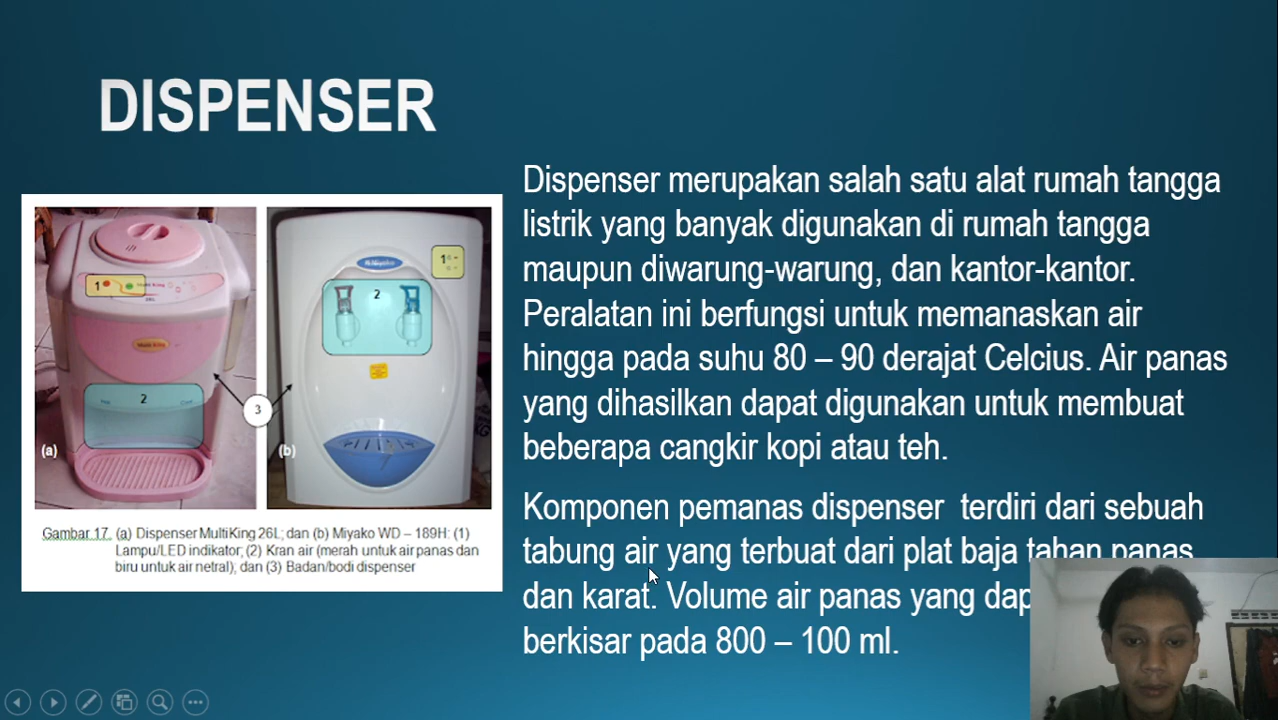 DISPENSER
Dispenser merupakan salah satu alat rumah tangga
listrik yang banyak digunakan di rumah tangga
maupun diwarung-warung, dan kantor-kantor.
Peralatan ini berfungsi untuk memanaskan air
hingga pada suhu 80 – 90 derajat Celcius. Air panas
yang dihasilkan dapat digunakan untuk membuat
beberapa cangkir kopi atau teh.
Komponen pemanas dispenser terdiri dari sebuah
tabung air yang terbuat dari plat baja tahan panas
dan karat. Volume air panas yang
berkisar pada 800 – 100 ml.
1
2
3
(a)
1
2
Miyako
(b)
Gambar 17. (a) Dispenser MultiKing 26L; dan (b) Miyako WD – 189H: (1)
Lampu/LED indikator; (2) Kran air (merah untuk air panas dan
biru untuk air netral); dan (3) Badan/bodi dispenser